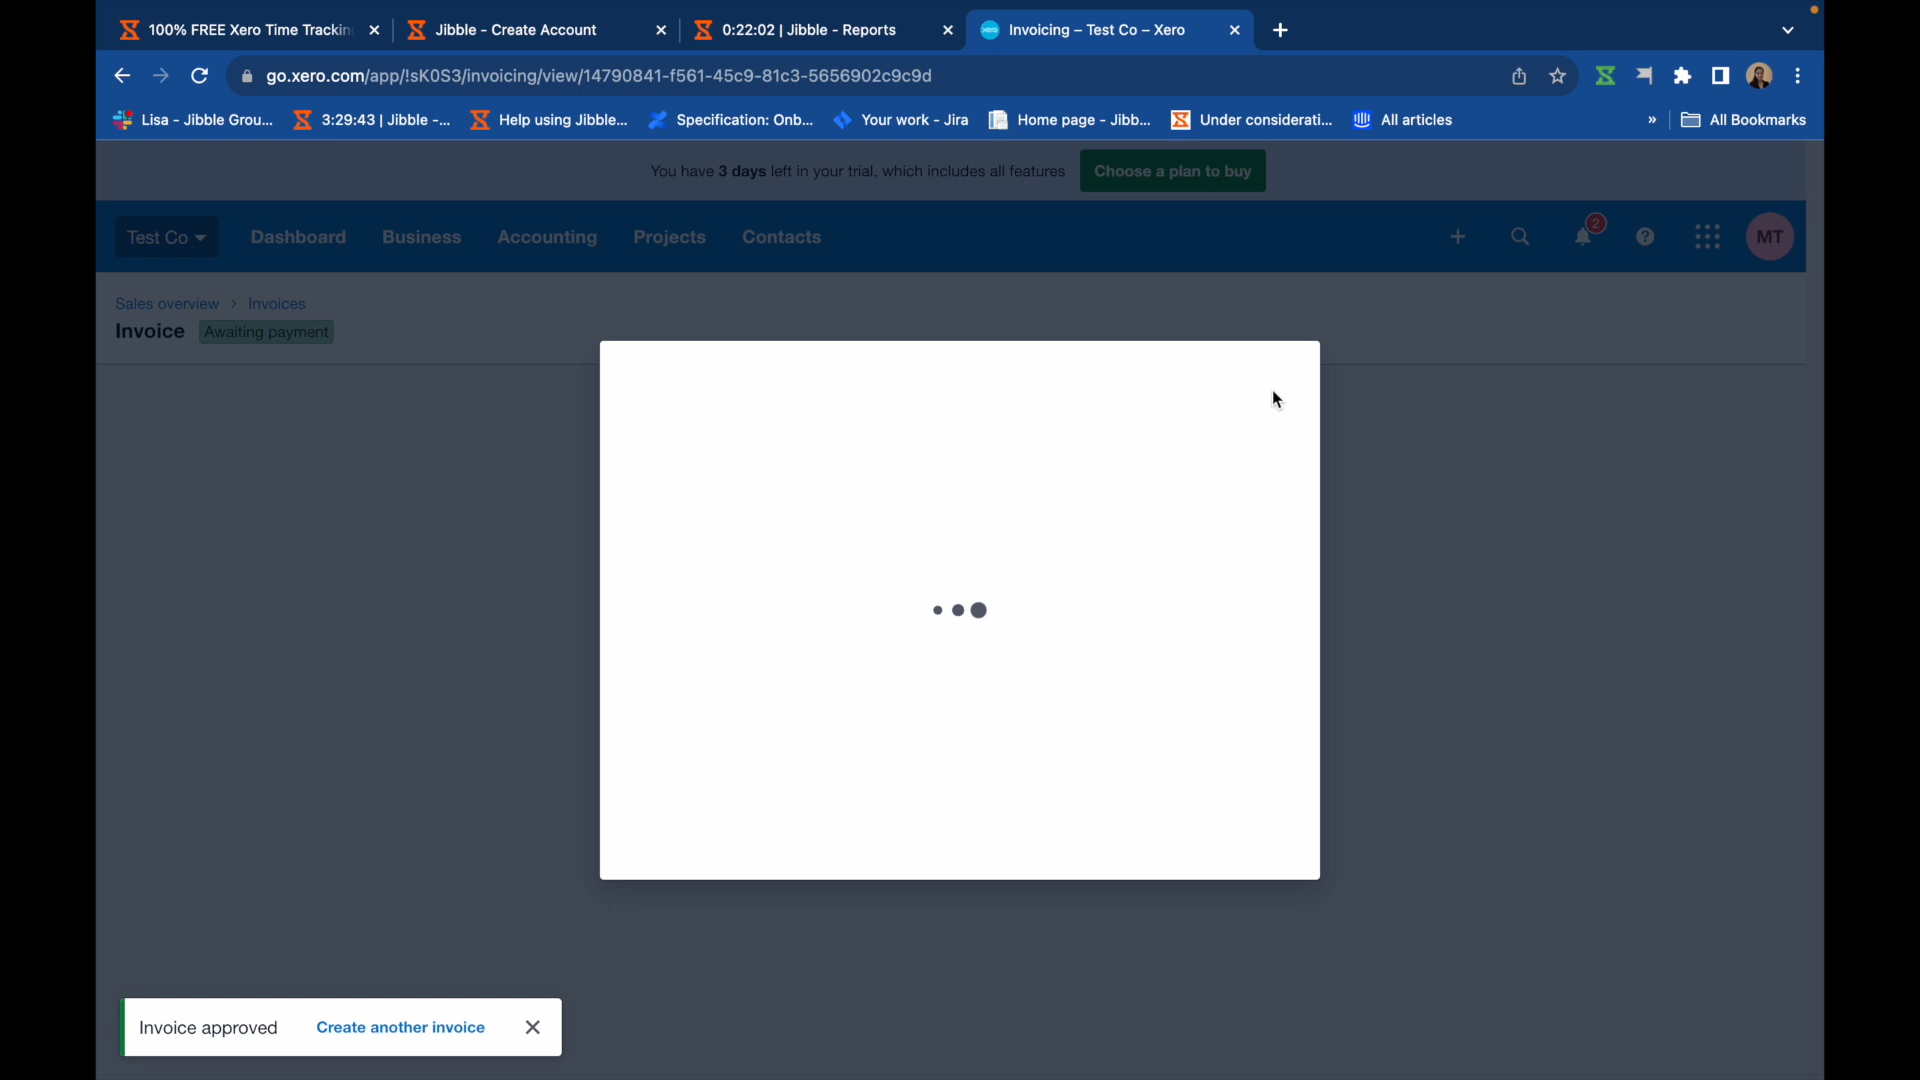 100% FREE Xero Time Trackin
Jibble - Create Account
0:22:02 | Jibble - Reports
Invoicing – Test Co – Xero
go.xero.com/app/!sK0S3/invoicing/view/14790841-f561-45c9-81c3-5656902c9c9d
Lisa - Jibble Grou...
3:29:43 | Jibble -...
Help using Jibble...
Specification: Onb...
Your work - Jira
Home page - Jibb...
Under considerati...
All articles
»
All Bookmarks
You have 3 days left in your trial, which includes all features
Choose a plan to buy
Test Co
Dashboard
Business
Accounting
Projects
Contacts
2
MT
Sales overview > Invoices
Invoice Awaiting payment
Invoice approved Create another invoice